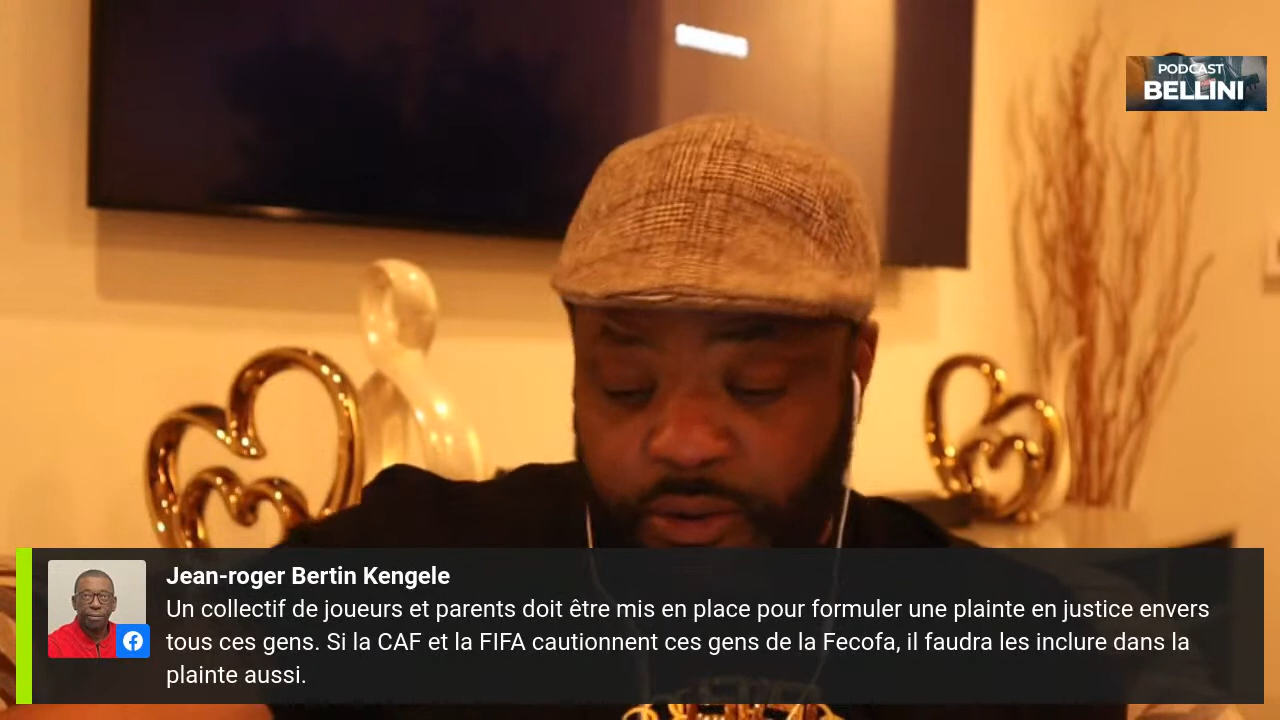 PODCAST
BELLINI
Jean-roger Bertin Kengele
Un collectif de joueurs et parents doit être mis en place pour formuler une plainte en justice envers
tous ces gens. Si la CAF et la FIFA cautionnent ces gens de la Fecofa, il faudra les inclure dans la
plainte aussi.